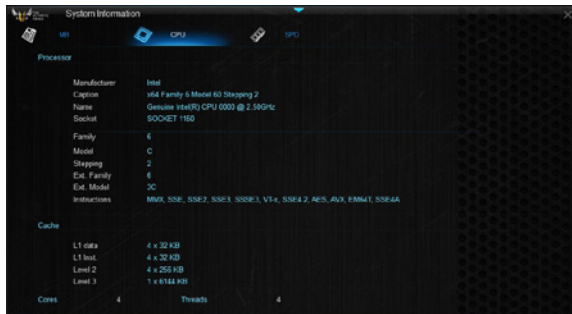 System Information
MB CPU SPD
Processor
Manufacturer Intel
Caption x64 Family 6 Model 60 Stepping 2
Name Genuine Intel(R) CPU 0000 @ 2.50GHz
Socket SOCKET 1150
Family 6
Model C
Stepping 2
Ext. Family 6
Ext. Model 3C
Instructions MMX, SSE, SSE2, SSE3, SSSE3, VT-x, SSE4.2, AES, AVX, EM64T, SSE4A
Cache
L1 data 4 x 32 KB
L1 Inst. 4 x 32 KB
Level 2 4 x 256 KB
Level 3 1 x 6144 KB
Cores 4 Threads 4